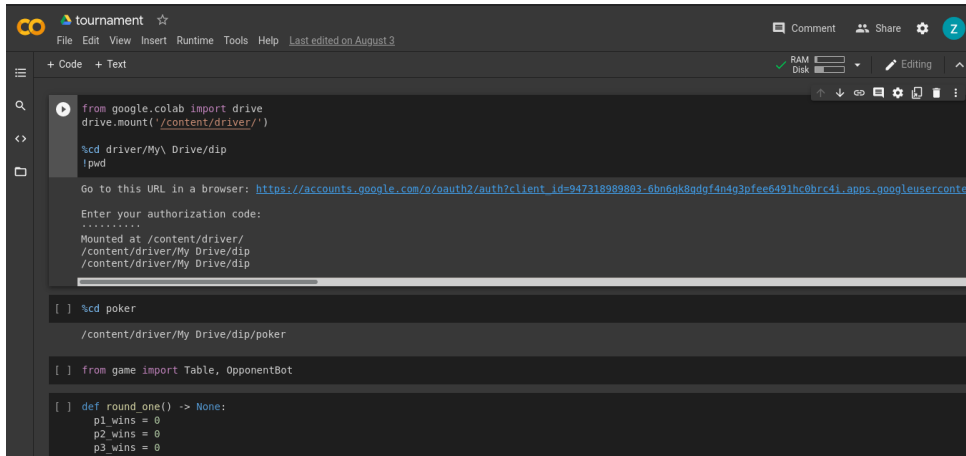 tournament
Comment Share Z
File Edit View Insert Runtime Tools Help Last edited on August 3
+ Code + Text
RAM
Disk
Editing
from google.colab import drive
drive.mount('/content/driver/')
%cd driver/My\ Drive/dip
!pwd
Go to this URL in a browser: https://accounts.google.com/o/oauth2/auth?client_id=947318989803-6bn6qk8qdgf4n4g3pfee6491hc0brc4i.apps.googleuserconte
Enter your authorization code:
··········
Mounted at /content/driver/
/content/driver/My Drive/dip
/content/driver/My Drive/dip
[ ] %cd poker
/content/driver/My Drive/dip/poker
[ ] from game import Table, OpponentBot
[ ] def round_one() -> None:
p1_wins = 0
p2_wins = 0
p3_wins = 0